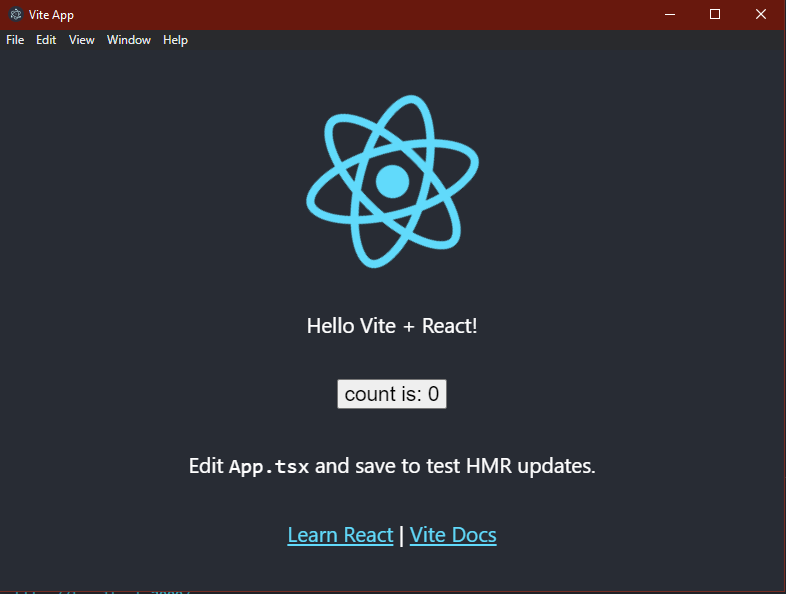 Vite App
File Edit View Window Help
Hello Vite + React!
count is: 0
Edit App.tsx and save to test HMR updates.
Learn React | Vite Docs